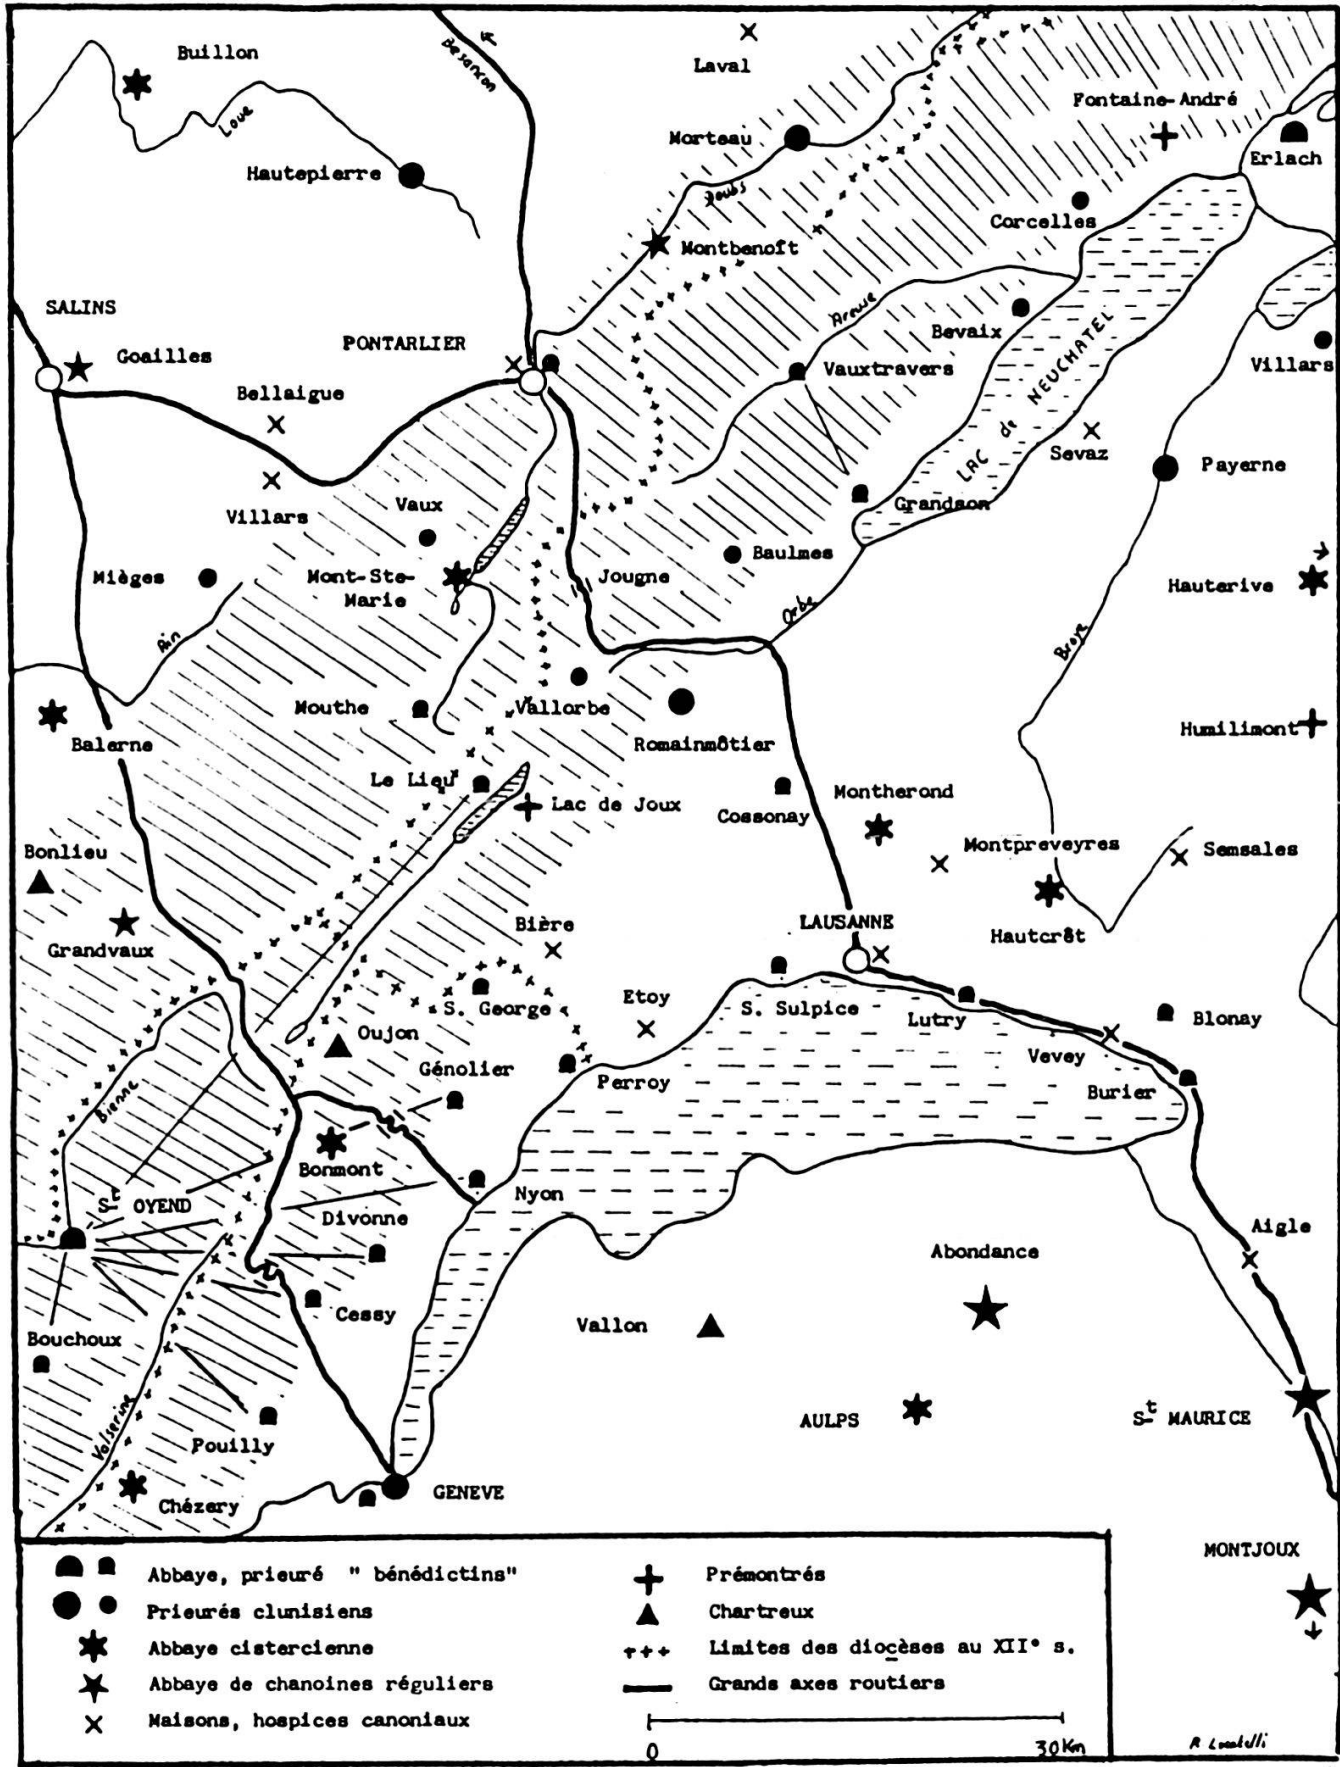 Buillon
Besançon
Laval
Loue
Fontaine-André
Morteau
Hautepierre
Erlach
Doubs
Corcelles
Montbenoît
SALINS
Areuse
Bevaix
PONTARLIER
Goailles
Vauxtravers
Villars
LAC de NEUCHATEL
Bellaigue
Sevaz
Payerne
Vaux
Villars
Grandson
Baulmes
Mièges
Mont-Ste-
Marie
Jougne
Hauterive
Orbe
Ain
Broye
Mouthe
Vallorbe
Humilimont
Balerne
Romainmôtier
Le Lieu
Lac de Joux
Montherond
Cossonay
Bonlieu
Montpreveyres
Semsales
Bière
LAUSANNE
Grandvaux
Hautcrêt
Etoy
S. George
S. Sulpice
Oujon
Lutry
Blonay
Génolier
Vevey
Perroy
Burier
Bienne
Bonmont
St OYEND
Nyon
Divonne
Aigle
Abondance
Cessy
Vallon
Bouchoux
AULPS
St MAURICE
Valserine
Pouilly
Chézery
GENEVE
MONTJOUX
Abbaye, prieuré " bénédictins"
Prieurés clunisiens
Abbaye cistercienne
Abbaye de chanoines réguliers
Maisons, hospices canoniaux
Prémontrés
Chartreux
Limites des diocèses au XII° s.
Grands axes routiers
0 30Km
R Locatelli